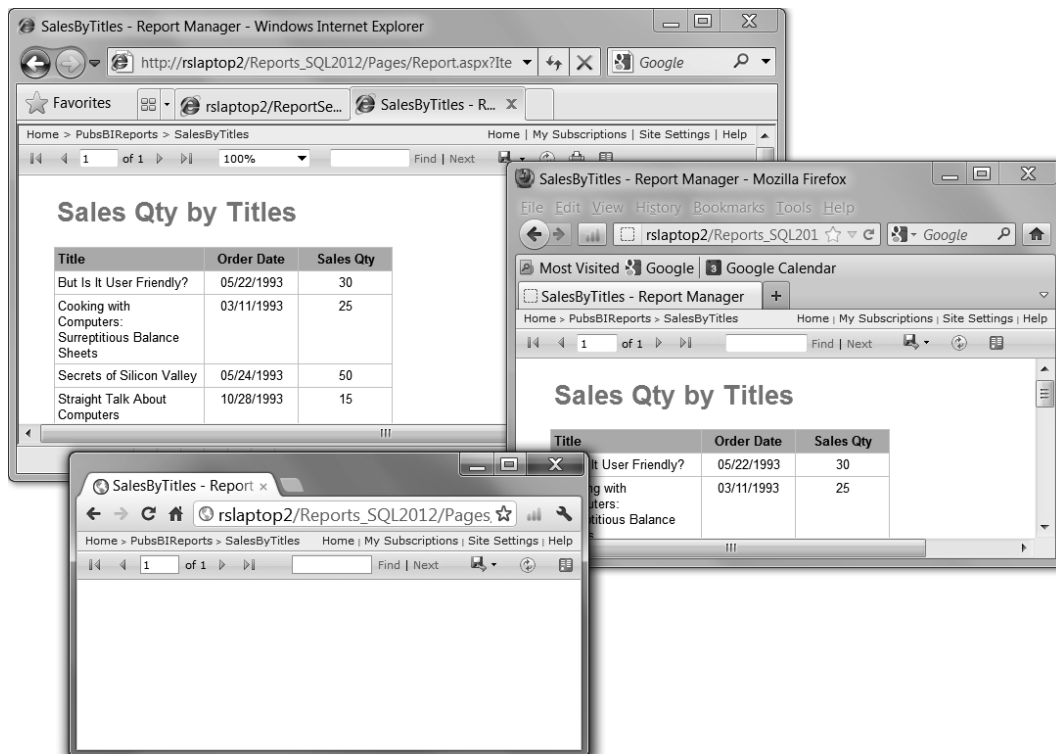 SalesByTitles - Report Manager - Windows Internet Explorer
http://rslaptop2/Reports_SQL2012/Pages/Report.aspx?Ite
Google
Favorites
rslaptop2/ReportSe...
SalesByTitles - R...
Home > PubsBIReports > SalesByTitles
Home | My Subscriptions | Site Settings | Help
1 of 1
100%
Find | Next
Sales Qty by Titles
Title Order Date Sales Qty
But Is It User Friendly? 05/22/1993 30
Cooking with 03/11/1993 25
Computers:
Surreptitious Balance
Sheets
Secrets of Silicon Valley 05/24/1993 50
Straight Talk About 10/28/1993 15
Computers
SalesByTitles - Report Manager - Mozilla Firefox
File Edit View History Bookmarks Tools Help
rslaptop2/Reports_SQL201
Google
Most Visited Google Google Calendar
SalesByTitles - Report Manager
Home > PubsBIReports > SalesByTitles
Home | My Subscriptions | Site Settings | Help
1 of 1
Find | Next
Sales Qty by Titles
Title Order Date Sales Qty
It User Friendly? 05/22/1993 30
with 03/11/1993 25
Balance
SalesByTitles - Report
rslaptop2/Reports_SQL2012/Pages
Home > PubsBIReports > SalesByTitles
Home | My Subscriptions | Site Settings | Help
1 of 1
Find | Next